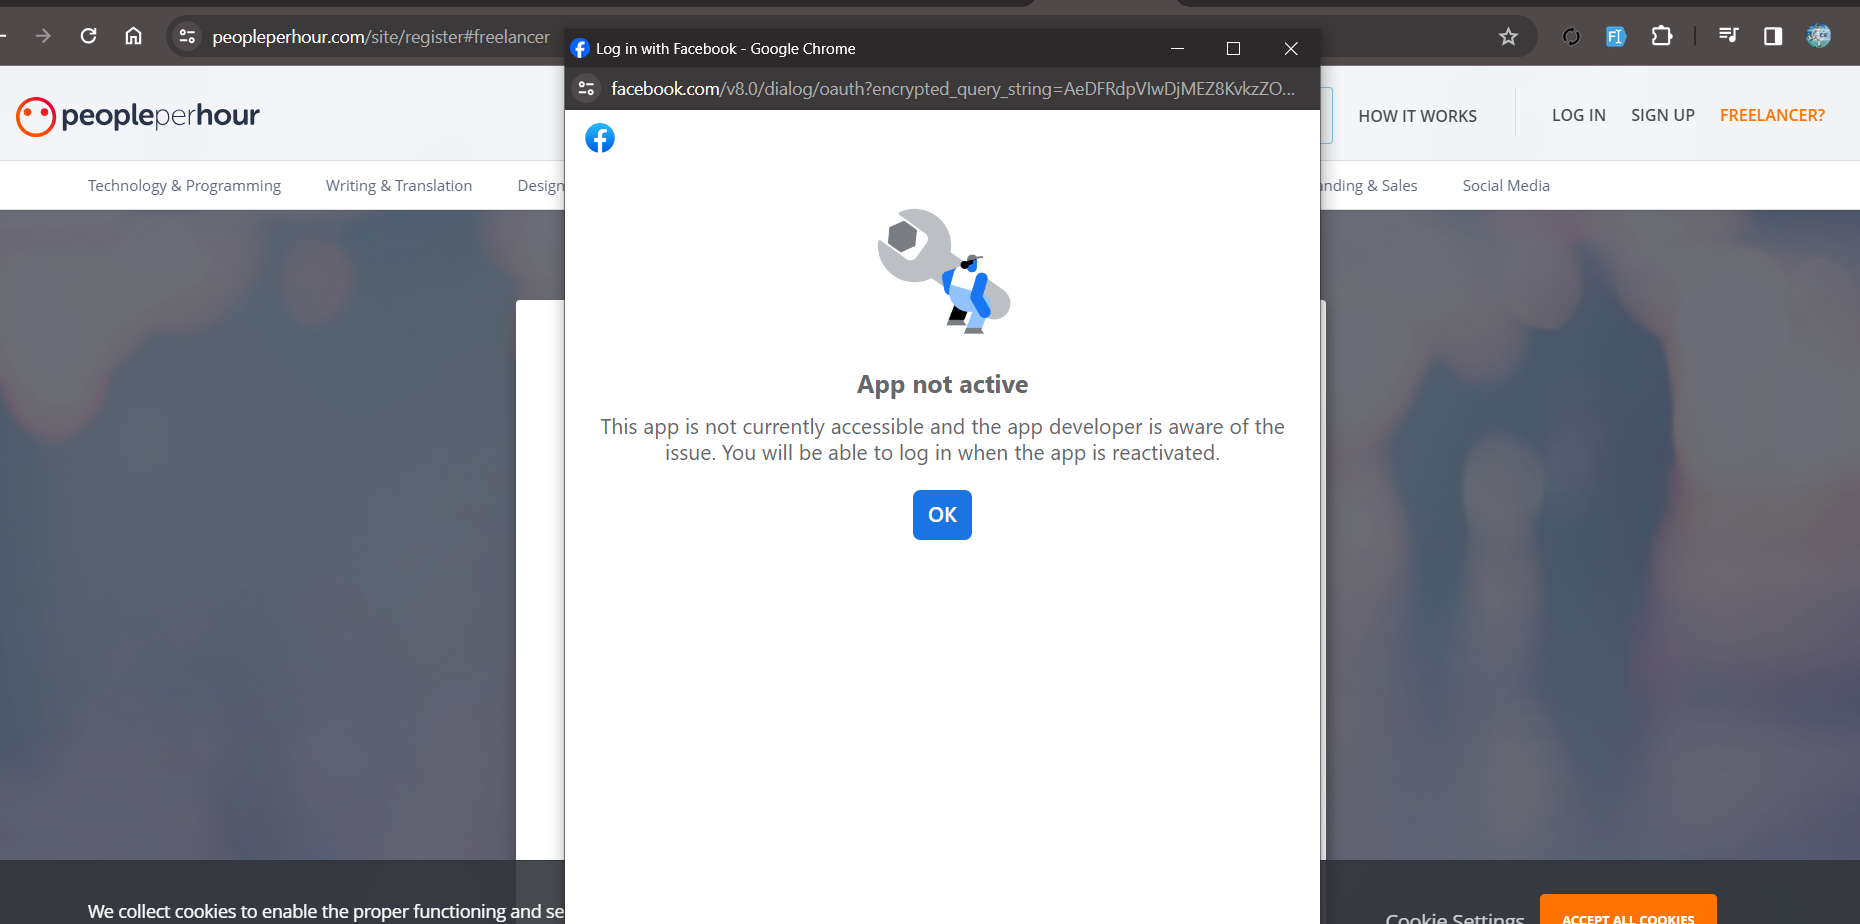 peopleperhour.com/site/register#freelancer
Log in with Facebook - Google Chrome
facebook.com/v8.0/dialog/oauth?encrypted_query_string=AeDFRdpVIwDjMEZ8KvkzZO...
peopleperhour
HOW IT WORKS
LOG IN
SIGN UP
FREELANCER?
Technology & Programming
Writing & Translation
Design
anding & Sales
Social Media
App not active
This app is not currently accessible and the app developer is aware of the
issue. You will be able to log in when the app is reactivated.
OK
We collect cookies to enable the proper functioning and se
Cookie Settings
ACCEPT ALL COOKIES